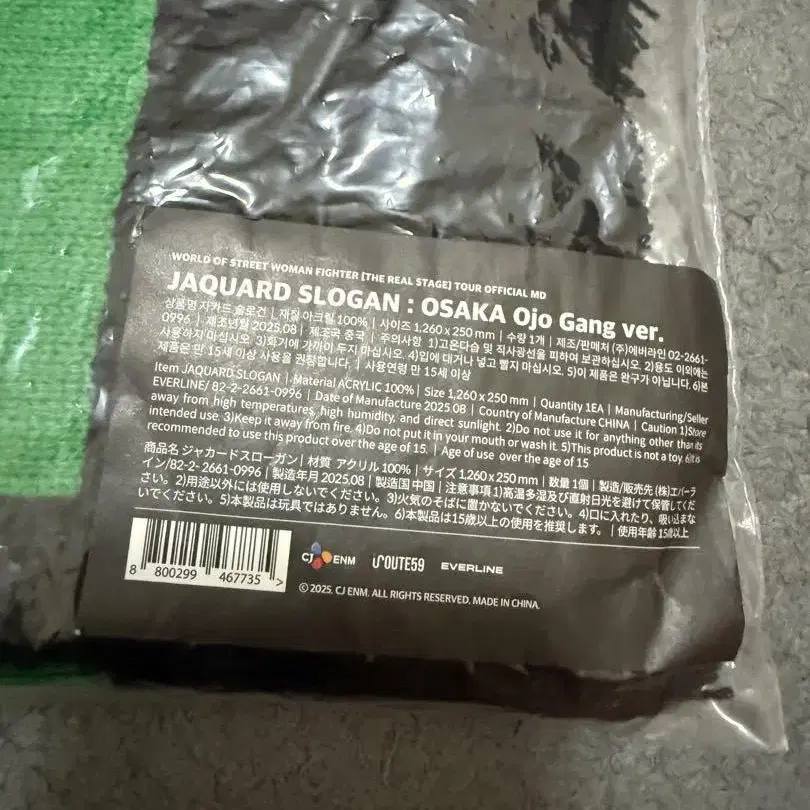 WORLD OF STREET WOMAN FIGHTER [THE REAL STAGE] TOUR OFFICIAL MD
JAQUARD SLOGAN : OSAKA Ojo Gang ver.
상품명 자카드 슬로건 | 재질 아크릴 100% | 사이즈 1,260 x 250 mm | 수량 1개 | 제조/판매처 (주)에버라인 02-2661-
0996 | 제조년월 2025.08 | 제조국 중국 | 주의사항 1)고온다습 및 직사광선을 피하여 보관하십시오. 2)용도 이외에는
사용하지 마십시오. 3)화기에 가까이 두지 마십시오. 4)입에 대거나 넣고 빨지 마십시오. 5)이 제품은 완구가 아닙니다. 6)본
제품은 만 15세 이상 사용을 권장합니다. | 사용연령 만 15세 이상
Item JAQUARD SLOGAN | Material ACRYLIC 100% | Size 1,260 x 250 mm | Quantity 1EA | Manufacturing/Seller
EVERLINE/ 82-2-2661-0996 | Date of Manufacture 2025.08 | Country of Manufacture CHINA | Caution 1)Store
away from high temperatures, high humidity, and direct sunlight. 2)Do not use it for anything other than its
intended use. 3)Keep it away from fire. 4)Do not put it in your mouth or wash it. 5)This product is not a toy. 6)It is
recommended to use this product over the age of 15. | Age of use over the age of 15
商品名 ジャカードスローガン | 材質 アクリル 100% | サイズ 1,260 x 250 mm | 数量 1個 | 製造/販売先 (株)エバーラ
イン/82-2-2661-0996 | 製造年月 2025.08 | 製造国 中国 | 注意事項 1)高温多湿及び直射日光を避けて保管してくだ
さい。2)用途以外には使用しないでください。3)火気のそばに置かないでください。4)口に入れたり、吸い込まな
いでください。5)本製品は玩具ではありません。6)本製品は15歳以上の使用を推奨します。 | 使用年齢 15歳以上
8 800299 467735 >
CJ ENM ROUTE59 EVERLINE
© 2025. CJ ENM. ALL RIGHTS RESERVED. MADE IN CHINA.